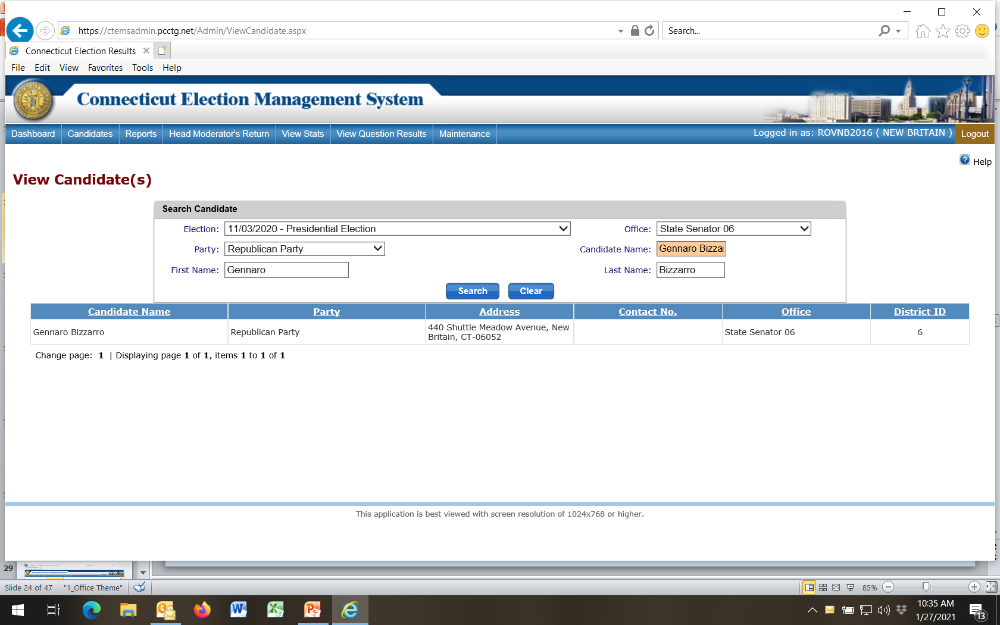 https://ctemsadmin.pcctg.net/Admin/ViewCandidate.aspx
Search...
Connecticut Election Results
File Edit View Favorites Tools Help
Connecticut Election Management System
Dashboard Candidates Reports Head Moderator's Return View Stats View Question Results Maintenance
Logged in as: ROVNB2016 ( NEW BRITAIN ) Logout
Help
View Candidate(s)
Search Candidate
Election: 11/03/2020 - Presidential Election Office: State Senator 06
Party: Republican Party Candidate Name: Gennaro Bizza
First Name: Gennaro Last Name: Bizzarro
Search Clear
Candidate Name Party Address Contact No. Office District ID
Gennaro Bizzarro Republican Party 440 Shuttle Meadow Avenue, New Britain, CT-06052 State Senator 06 6
Change page: 1 | Displaying page 1 of 1, items 1 to 1 of 1
This application is best viewed with screen resolution of 1024x768 or higher.
29
Slide 24 of 47 "1_Office Theme" 85%
10:35 AM
1/27/2021
13